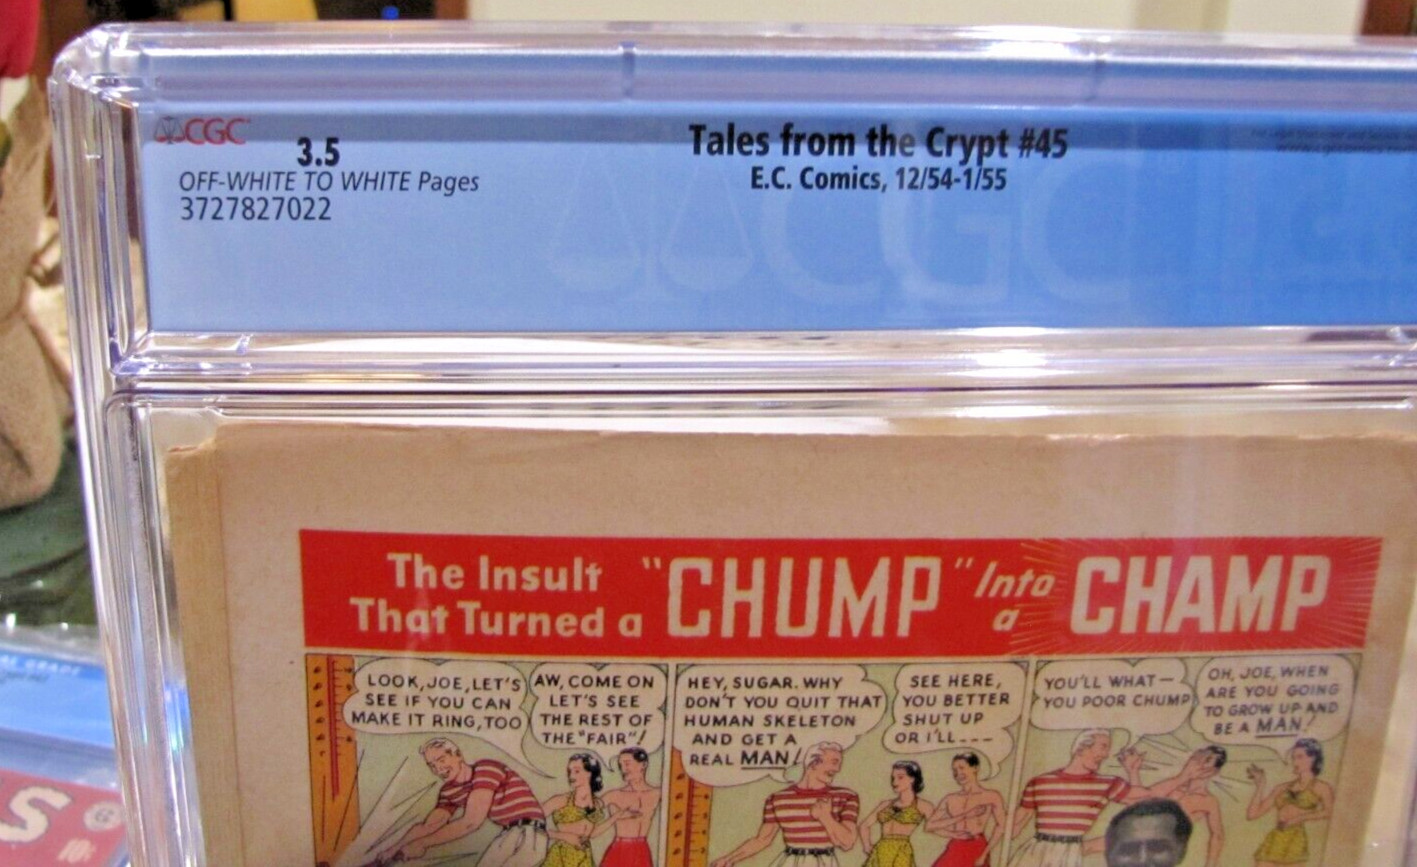 CGC
3.5
OFF-WHITE TO WHITE Pages
3727827022
Tales from the Crypt #45
E.C. Comics, 12/54-1/55
CGC
The Insult
That Turned a
"CHUMP"
Into
a
CHAMP
LOOK, JOE, LET'S
SEE IF YOU CAN
MAKE IT RING, TOO
AW, COME ON
LET'S SEE
THE REST OF
THE "FAIR"!
HEY, SUGAR. WHY
DON'T YOU QUIT THAT
HUMAN SKELETON
AND GET A
REAL MAN!
SEE HERE,
YOU BETTER
SHUT UP
OR I'LL---
YOU'LL WHAT—
YOU POOR CHUMP
OH, JOE, WHEN
ARE YOU GOING
TO GROW UP AND
BE A MAN!
GRADE
S
10¢